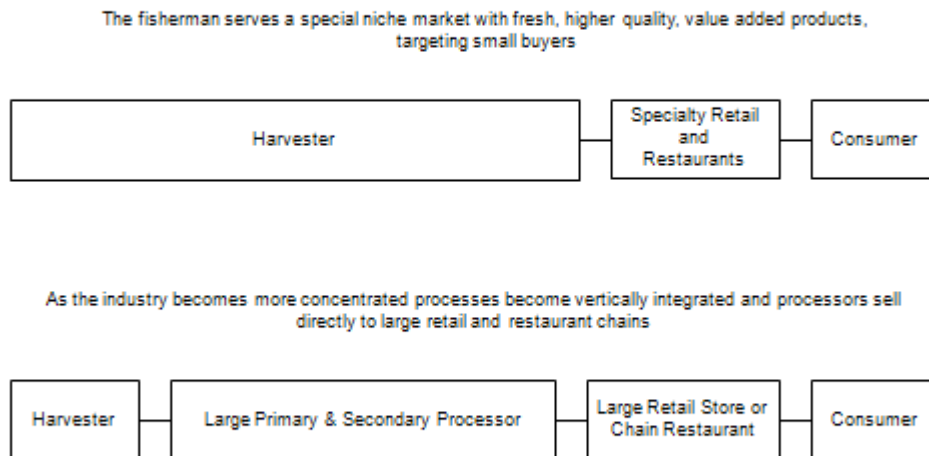 The fisherman serves a special niche market with fresh, higher quality, value added products,
targeting small buyers
Harvester
Specialty Retail
and
Restaurants
Consumer
As the industry becomes more concentrated processes become vertically integrated and processors sell
directly to large retail and restaurant chains
Harvester
Large Primary & Secondary Processor
Large Retail Store or
Chain Restaurant
Consumer